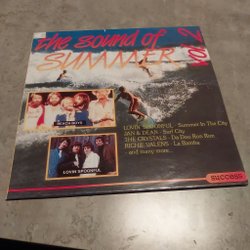 the sound of
SUMMER
VOL.2
BEACH BOYS
LOVIN' SPOONFUL
LOVIN' SPOONFUL - Summer In The City
JAN & DEAN - Surf City
THE CRYSTALS - Da Doo Ron Ron
RICHIE VALENS - La Bamba
- and many more...
success